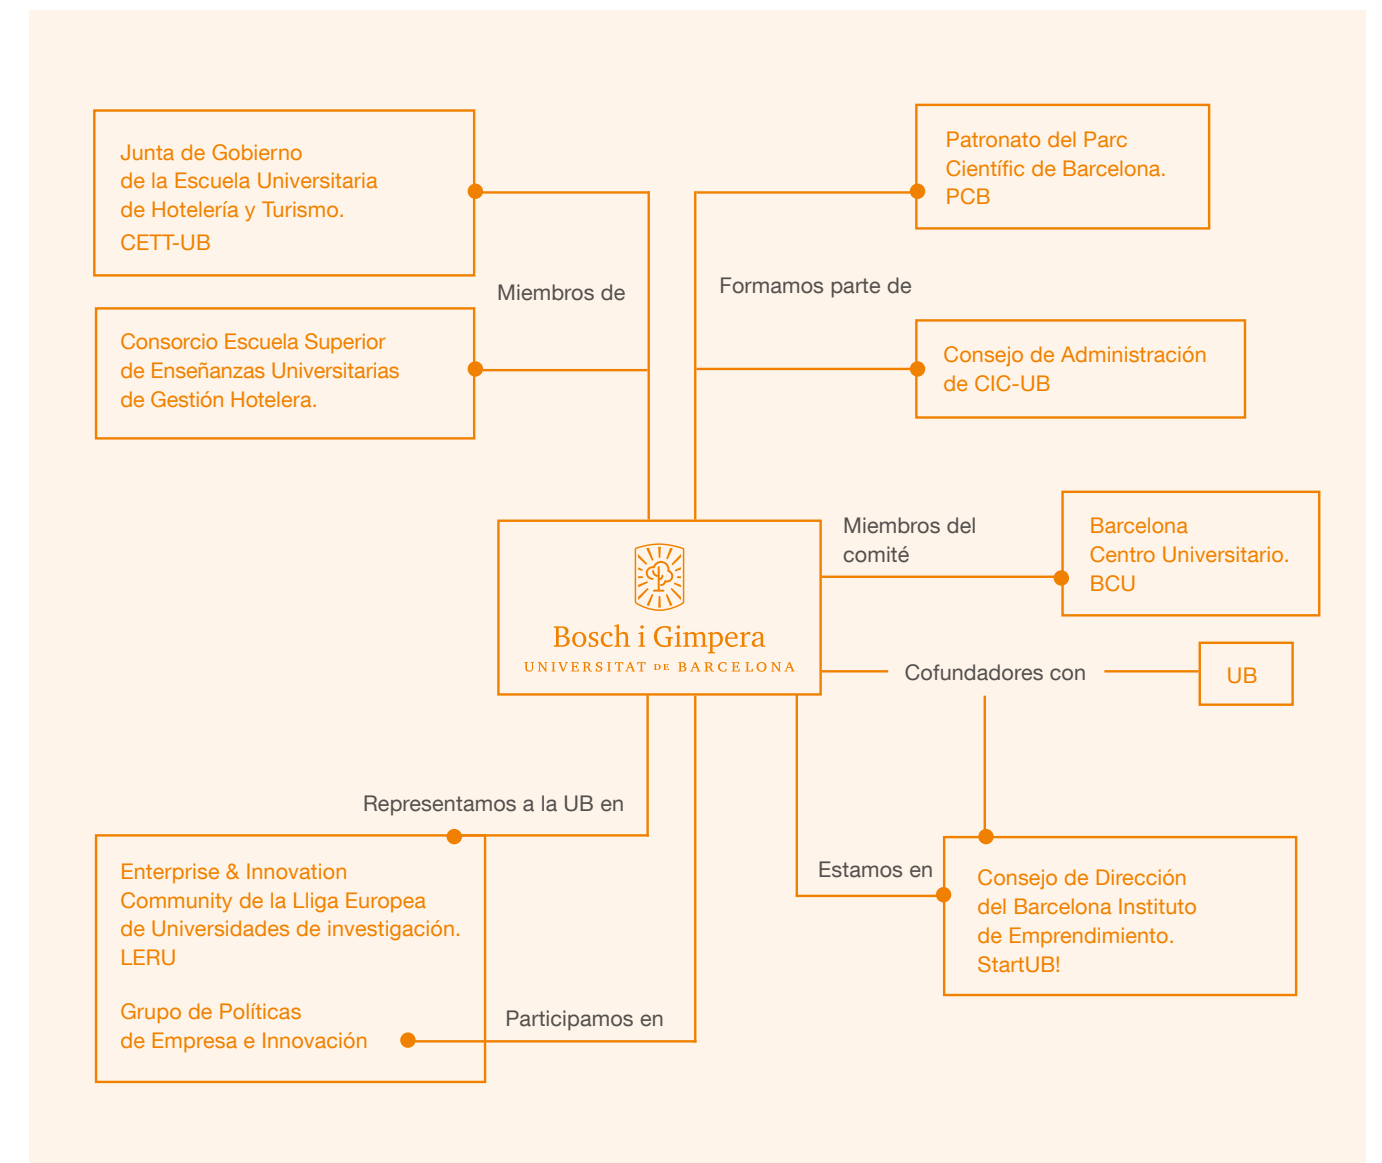 Junta de Gobierno
de la Escuela Universitaria
de Hotelería y Turismo.
CETT-UB
Patronato del Parc
Científic de Barcelona.
PCB
Miembros de
Formamos parte de
Consorcio Escuela Superior
de Enseñanzas Universitarias
de Gestión Hotelera.
Consejo de Administración
de CIC-UB
Miembros del
comité
Barcelona
Centro Universitario.
BCU
Bosch i Gimpera
UNIVERSITAT DE BARCELONA
Cofundadores con
UB
Representamos a la UB en
Enterprise & Innovation
Community de la Lliga Europea
de Universidades de investigación.
LERU
Grupo de Políticas
de Empresa e Innovación
Participamos en
Estamos en
Consejo de Dirección
del Barcelona Instituto
de Emprendimiento.
StartUB!